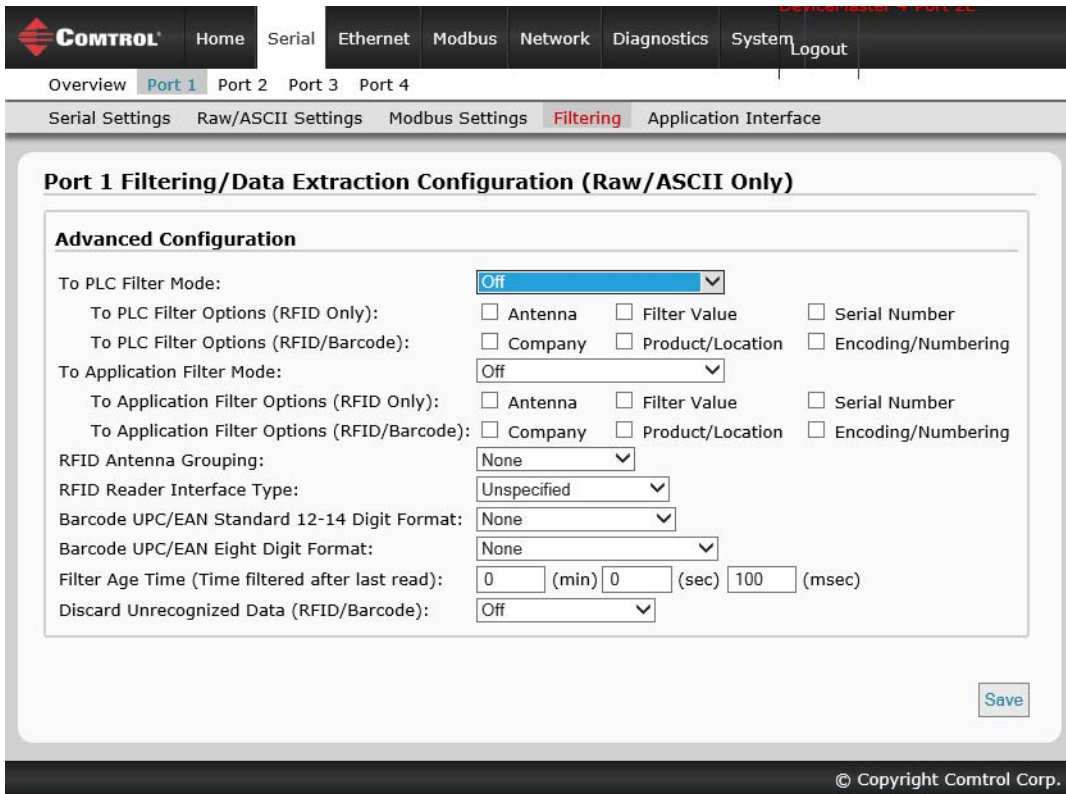 DeviceMaster 4-Port 2E
COMTROL Home Serial Ethernet Modbus Network Diagnostics System Logout
Overview Port 1 Port 2 Port 3 Port 4
Serial Settings Raw/ASCII Settings Modbus Settings Filtering Application Interface
Port 1 Filtering/Data Extraction Configuration (Raw/ASCII Only)
Advanced Configuration
To PLC Filter Mode: Off
To PLC Filter Options (RFID Only): Antenna Filter Value Serial Number
To PLC Filter Options (RFID/Barcode): Company Product/Location Encoding/Numbering
To Application Filter Mode: Off
To Application Filter Options (RFID Only): Antenna Filter Value Serial Number
To Application Filter Options (RFID/Barcode): Company Product/Location Encoding/Numbering
RFID Antenna Grouping: None
RFID Reader Interface Type: Unspecified
Barcode UPC/EAN Standard 12-14 Digit Format: None
Barcode UPC/EAN Eight Digit Format: None
Filter Age Time (Time filtered after last read): 0 (min) 0 (sec) 100 (msec)
Discard Unrecognized Data (RFID/Barcode): Off
Save
© Copyright Comtrol Corp.